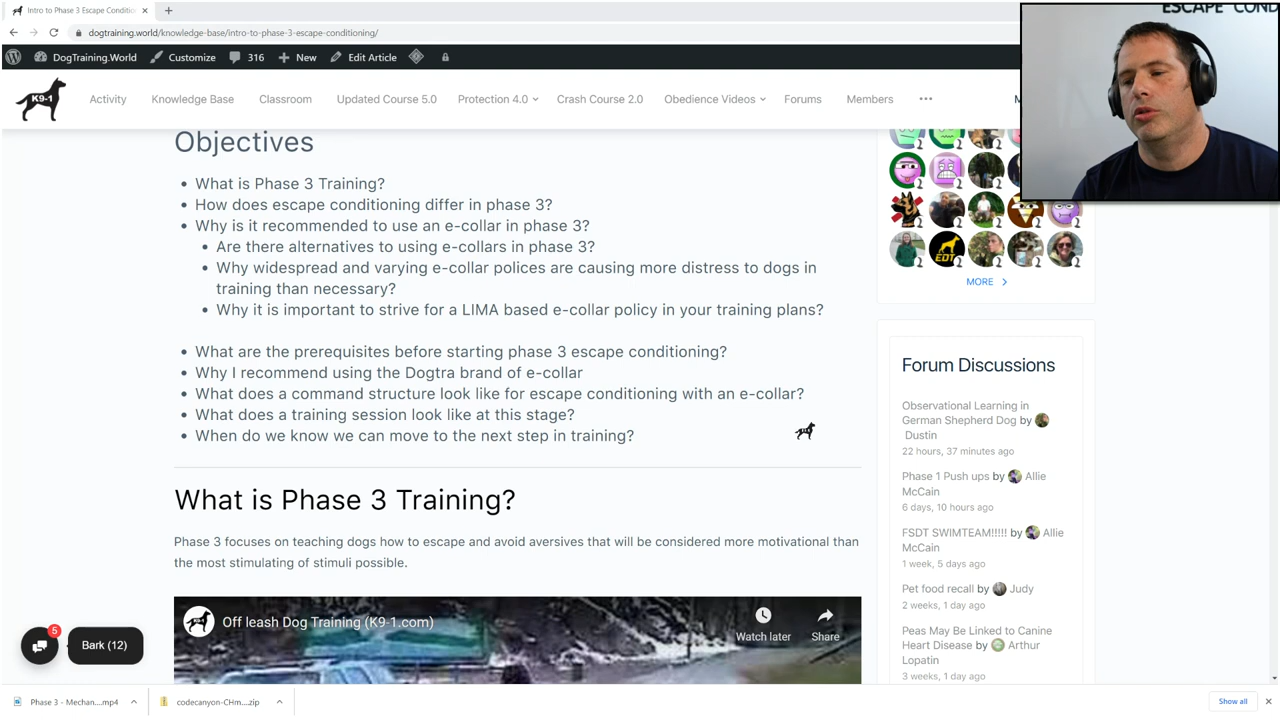 Intro to Phase 3 Escape Conditio
ESCAPE COND
dogtraining.world/knowledge-base/intro-to-phase-3-escape-conditioning/
DogTraining.World
Customize
316
New
Edit Article
K9-1
Activity
Knowledge Base
Classroom
Updated Course 5.0
Protection 4.0
Crash Course 2.0
Obedience Videos
Forums
Members
M
Objectives
• What is Phase 3 Training?
• How does escape conditioning differ in phase 3?
• Why is it recommended to use an e-collar in phase 3?
• Are there alternatives to using e-collars in phase 3?
• Why widespread and varying e-collar polices are causing more distress to dogs in
training than necessary?
• Why it is important to strive for a LIMA based e-collar policy in your training plans?
• What are the prerequisites before starting phase 3 escape conditioning?
• Why I recommend using the Dogtra brand of e-collar
• What does a command structure look like for escape conditioning with an e-collar?
• What does a training session look like at this stage?
• When do we know we can move to the next step in training?
What is Phase 3 Training?
Phase 3 focuses on teaching dogs how to escape and avoid aversives that will be considered more motivational than
the most stimulating of stimuli possible.
Off leash Dog Training (K9-1.com)
Watch later
Share
EDT
MORE
Forum Discussions
Observational Learning in
German Shepherd Dog by
Dustin
22 hours, 37 minutes ago
Phase 1 Push ups by Allie
McCain
6 days, 10 hours ago
FSDT SWIMTEAM!!!!! by Allie
McCain
1 week, 5 days ago
Pet food recall by Judy
2 weeks, 1 day ago
Peas May Be Linked to Canine
Heart Disease by Arthur
Lopatin
3 weeks, 1 day ago
5
Bark (12)
Phase 3 - Mechan....mp4
codecanyon-CHm....zip
Show all